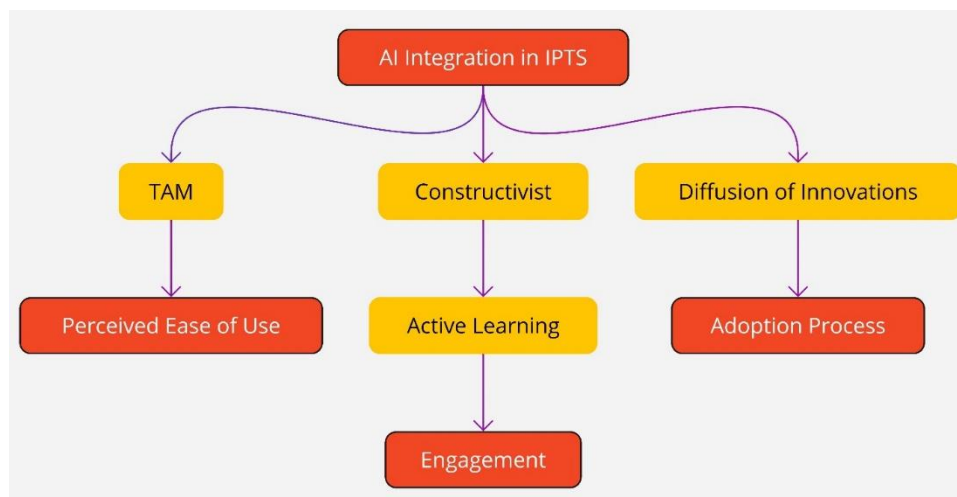 AI Integration in IPTS
TAM
Constructivist
Diffusion of Innovations
Perceived Ease of Use
Active Learning
Adoption Process
Engagement